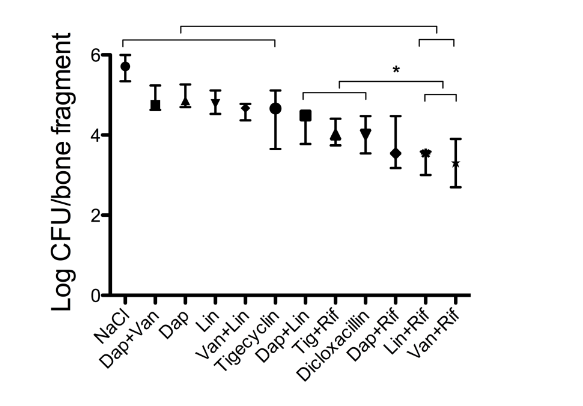 *
Log CFU/bone fragment
6
4
2
0
NaCl
Dap+Van
Dap
Lin
Van+Lin
Tigecyclin
Dap+Lin
Tig+Rif
Dicloxacillin
Dap+Rif
Lin+Rif
Van+Rif